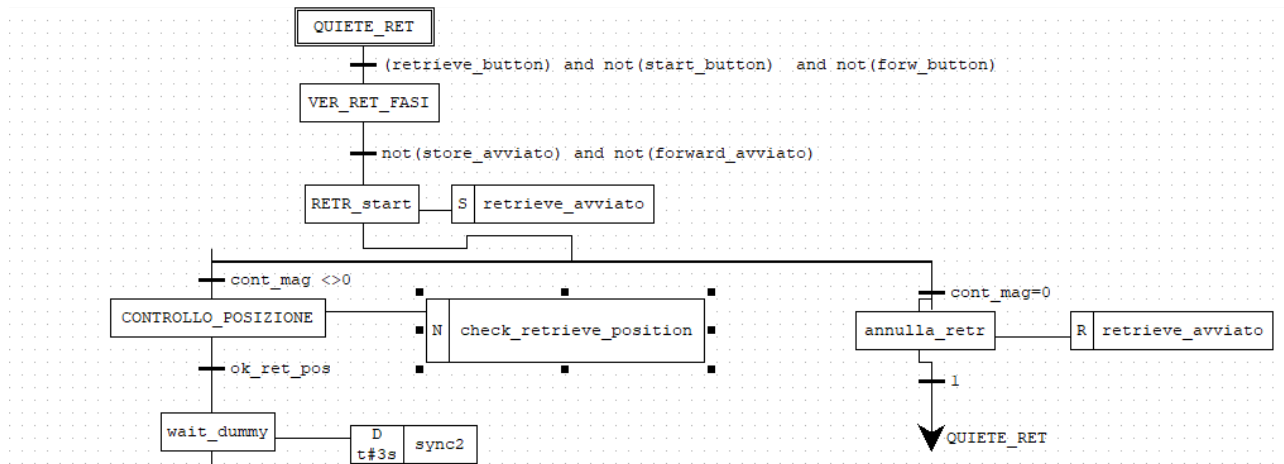 QUIETE_RET
(retrieve_button) and not(start_button)  and not(forw_button)
VER_RET_FASI
not(store_avviato) and not(forward_avviato)
RETR_start
S retrieve_avviato
cont_mag <>0
cont_mag=0
CONTROLLO_POSIZIONE
N check_retrieve_position
annulla_retr
R retrieve_avviato
ok_ret_pos
1
wait_dummy
D
t#3s
sync2
QUIETE_RET